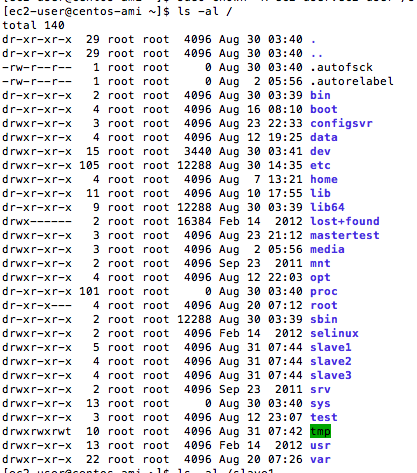 [ec2-user@centos-ami ~]$ ls -al /
total 140
dr-xr-xr-x  29 root root  4096 Aug 30 03:40 .
dr-xr-xr-x  29 root root  4096 Aug 30 03:40 ..
-rw-r--r--   1 root root     0 Aug 30 03:40 .autofsck
-rw-r--r--   1 root root     0 Aug  2 05:56 .autorelabel
dr-xr-xr-x   2 root root  4096 Aug 30 03:39 bin
dr-xr-xr-x   4 root root  4096 Aug 16 08:10 boot
drwxr-xr-x   3 root root  4096 Aug 23 22:33 configsvr
drwxr-xr-x   4 root root  4096 Aug 12 19:25 data
drwxr-xr-x  15 root root  3440 Aug 30 03:41 dev
drwxr-xr-x 105 root root 12288 Aug 30 14:35 etc
drwxr-xr-x   4 root root  4096 Aug  7 13:21 home
dr-xr-xr-x  11 root root  4096 Aug 10 17:55 lib
dr-xr-xr-x   9 root root 12288 Aug 30 03:39 lib64
drwx------   2 root root 16384 Feb 14  2012 lost+found
drwxr-xr-x   3 root root  4096 Aug 23 21:12 mastertest
drwxr-xr-x   3 root root  4096 Aug  2 05:56 media
drwxr-xr-x   2 root root  4096 Sep 23  2011 mnt
drwxr-xr-x   4 root root  4096 Aug 12 22:03 opt
dr-xr-xr-x 101 root root     0 Aug 30 03:40 proc
dr-xr-x---   4 root root  4096 Aug 20 07:12 root
dr-xr-xr-x   2 root root 12288 Aug 30 03:39 sbin
drwxr-xr-x   2 root root  4096 Feb 14  2012 selinux
drwxr-xr-x   5 root root  4096 Aug 31 07:44 slave1
drwxr-xr-x   4 root root  4096 Aug 31 07:44 slave2
drwxr-xr-x   4 root root  4096 Aug 31 07:44 slave3
drwxr-xr-x   2 root root  4096 Sep 23  2011 srv
drwxr-xr-x  13 root root     0 Aug 30 03:40 sys
drwxr-xr-x   3 root root  4096 Aug 12 23:07 test
drwxrwxrwt  10 root root  4096 Aug 31 07:42 tmp
drwxr-xr-x  13 root root  4096 Feb 14  2012 usr
drwxr-xr-x  22 root root  4096 Aug 20 07:26 var
[ec2-user@centos-ami ~]$ ls -al /slave1